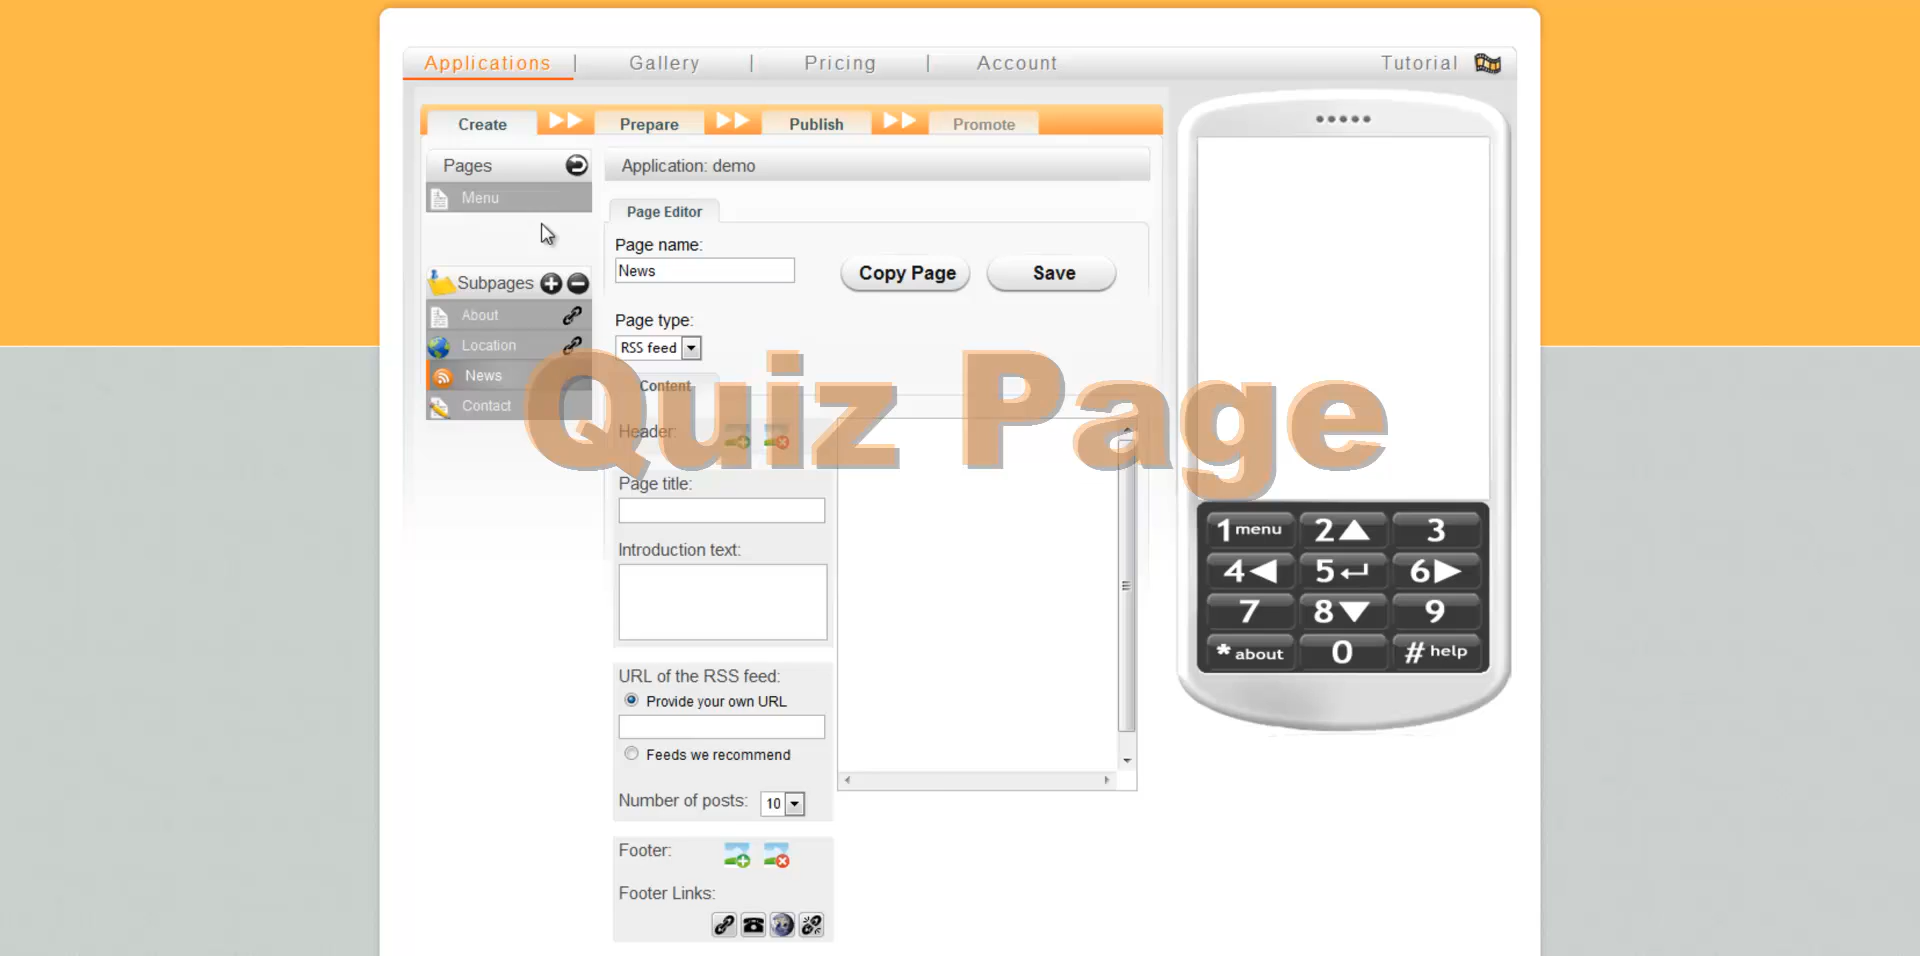 Applications | Gallery | Pricing | Account Tutorial
Create Prepare Publish Promote
Pages
Menu
Subpages
About
Location
News
Contact
Application: demo
Page Editor
Page name:
News
Copy Page Save
Page type:
RSS feed
Content
Quiz Page
Header:
Page title:
Introduction text:
URL of the RSS feed:
Provide your own URL
Feeds we recommend
Number of posts: 10
Footer:
Footer Links:
1 menu 2 3
4 5 6
7 8 9
* about 0 # help